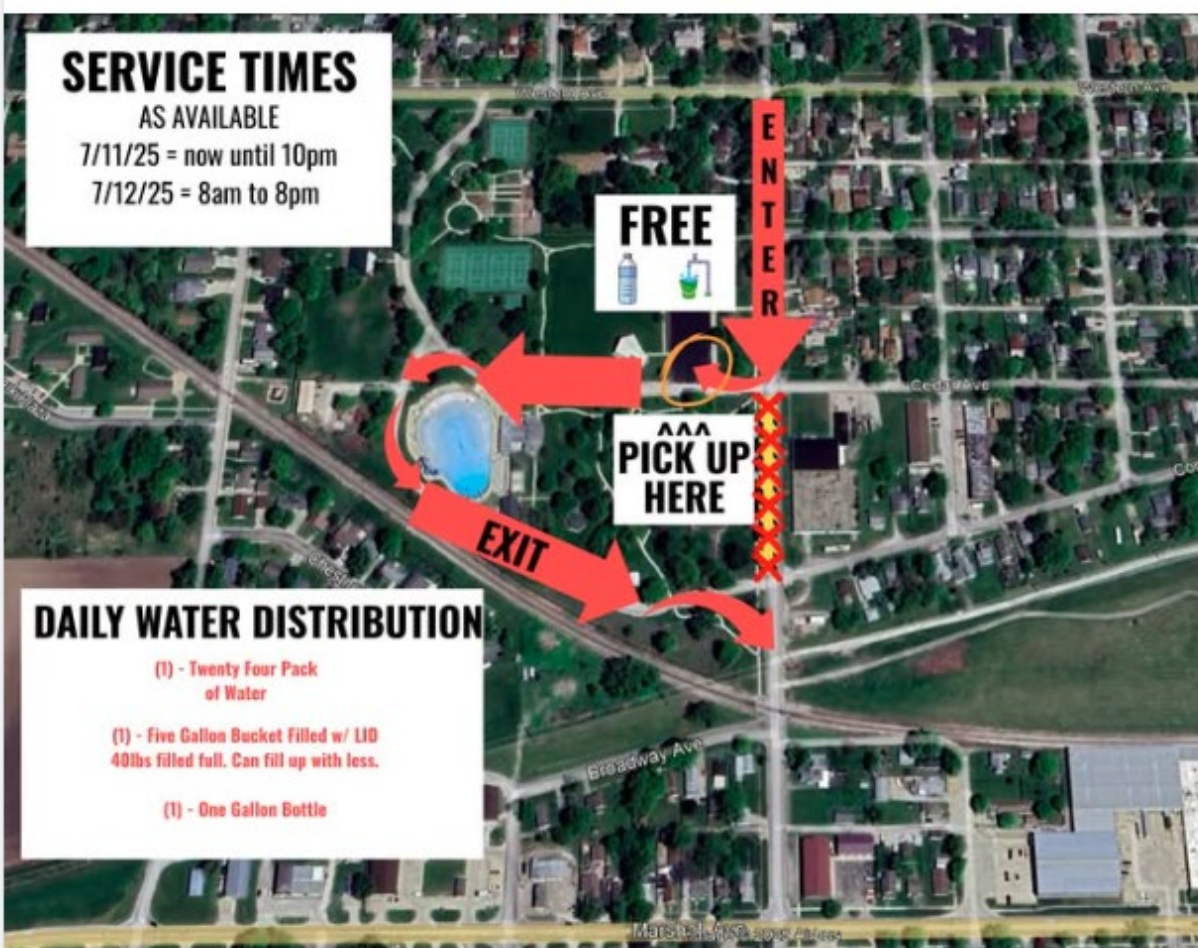 SERVICE TIMES
AS AVAILABLE
7/11/25 = now until 10pm
7/12/25 = 8am to 8pm
ENTER
FREE
Cedar Ave
^^^
PICK UP
HERE
EXIT
DAILY WATER DISTRIBUTION
(1) - Twenty Four Pack
of Water
(1) - Five Gallon Bucket Filled w/ LID
40lbs filled full. Can fill up with less.
(1) - One Gallon Bottle
Broadway Ave